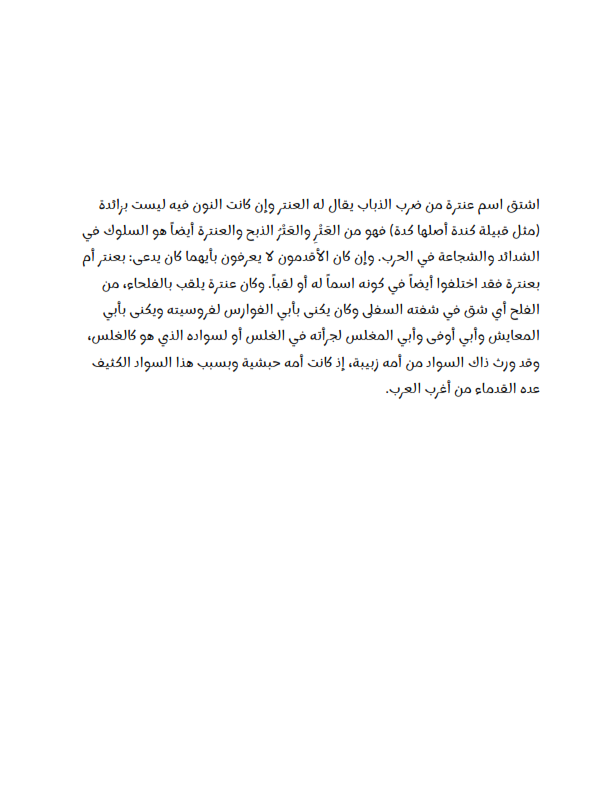 اشتق اسم عنترة من ضرب الذباب يقال له العنتر وإن كانت النون فيه ليست بزائدة
(مثل قبيلة كندة أصلها كدة) فهو من العَتْرِ والعَتْرُ الذبح والعنترة أيضاً هو السلوك في
الشدائد والشجاعة في الحرب. وإن كان الأقدمون لا يعرفون بأيهما كان يدعى: بعنتر أم
بعنترة فقد اختلفوا أيضاً في كونه اسماً له أو لقباً. وكان عنترة يلقب بالفلحاء، من
الفلح أي شق في شفته السفلى وكان يكنى بأبي الفوارس لفروسيته ويكنى بأبي
المعايش وأبي أوفى وأبي المغلس لجرأته في الغلس أو لسواده الذي هو كالغلس،
وقد ورث ذاك السواد من أمه زبيبة، إذ كانت أمه حبشية وبسبب هذا السواد الكثيف
عده القدماء من أغرب العرب.